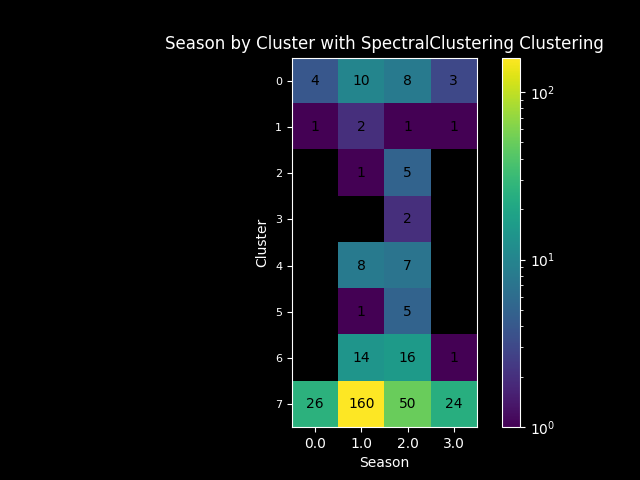 Season by Cluster with SpectralClustering Clustering
0 4 10 8 3
1 1 2 1 1
2 1 5
3 2
4 8 7
5 1 5
6 14 16 1
7 26 160 50 24
0.0 1.0 2.0 3.0
Season
Cluster
10²
10¹
10⁰